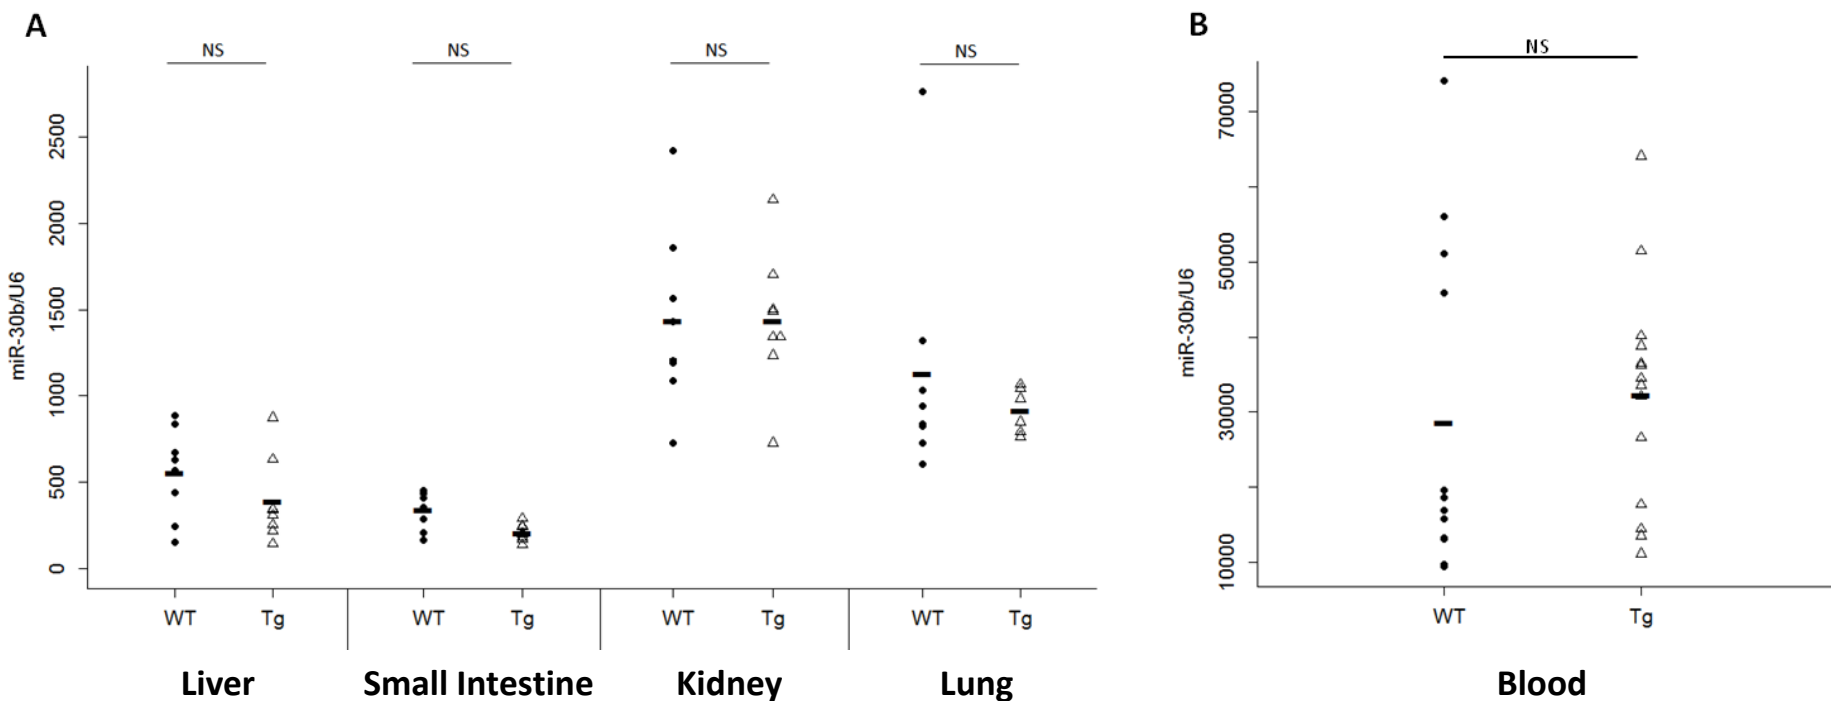 A
B
NS
NS
NS
NS
NS
miR-30b/U6
2500
2000
1500
1000
500
0
WT
Tg
WT
Tg
WT
Tg
WT
Tg
Liver
Small Intestine
Kidney
Lung
miR-30b/U6
70000
50000
30000
10000
WT
Tg
Blood